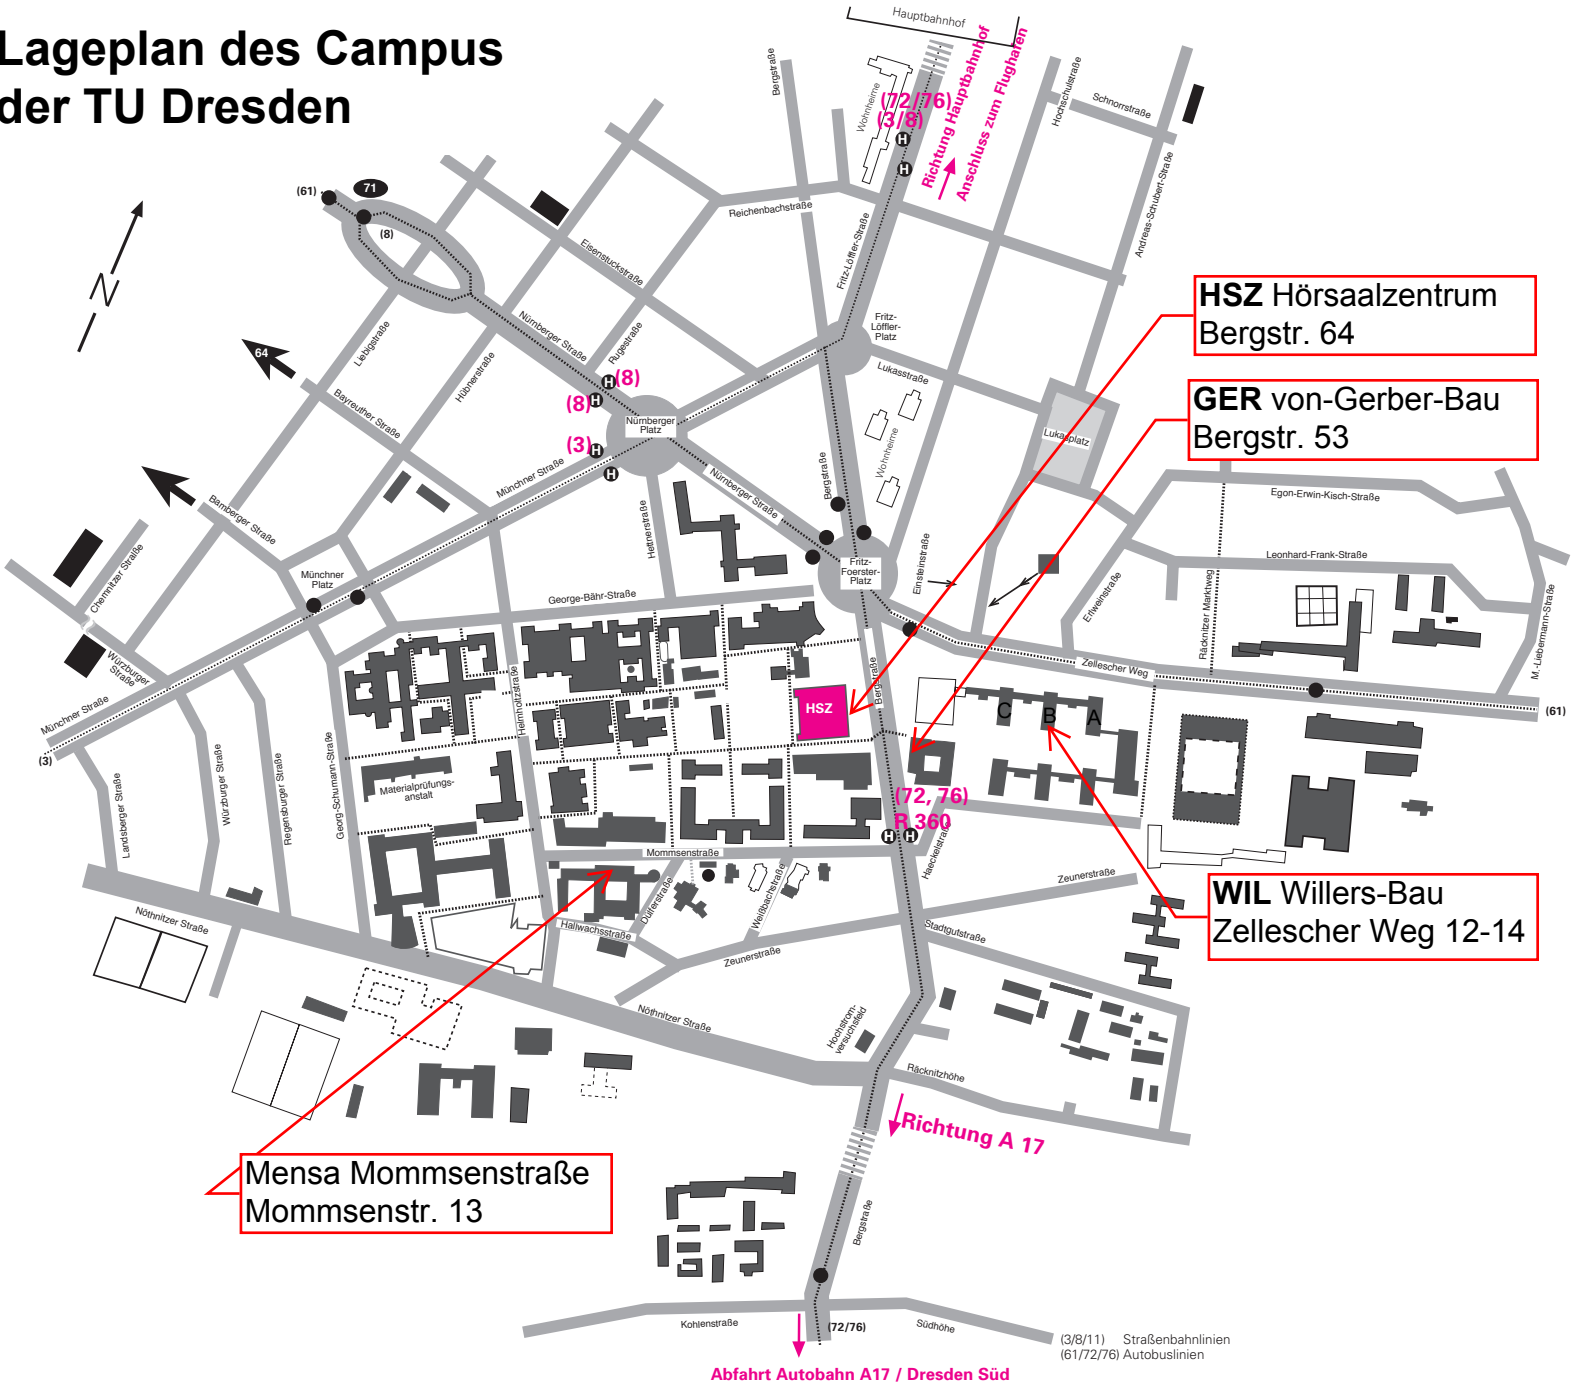 Lageplan des Campus
der TU Dresden
Hauptbahnhof
Richtung Hauptbahnhof
Anschluss zum Flughafen
(72/76)
(3/8)
H
H
Wohnheime
Bergstraße
Hochschulstraße
Schnorrstraße
Andreas-Schubert-Straße
Reichenbachstraße
Fritz-Löffler-Straße
(61)
71
(8)
N
Eisenstuckstraße
Nürnberger Straße
Rugestraße
Liebigstraße
Hübnerstraße
64
Bayreuther Straße
Fritz-
Löffler-
Platz
Lukasstraße
Lukasplatz
Wohnheime
HSZ Hörsaalzentrum
Bergstr. 64
GER von-Gerber-Bau
Bergstr. 53
H
(8)
(8)
H
Nürnberger
Platz
(3)
H
H
Münchner Straße
Nürnberger Straße
Bergstraße
Hettnerstraße
Bamberger Straße
Chemnitzer Straße
Münchner
Platz
Würzburger
Straße
Münchner Straße
(3)
George-Bähr-Straße
Fritz-
Foerster-
Platz
Einsteinstraße
Egon-Erwin-Kisch-Straße
Leonhard-Frank-Straße
Erlweinstraße
Räcknitzer Marktweg
M.-Liebermann-Straße
Zellescher Weg
(61)
Bergstraße
Helmholtzstraße
HSZ
C
B
A
Landsberger Straße
Würzburger Straße
Regensburger Straße
Georg-Schumann-Straße
Materialprüfungs-
anstalt
(72, 76)
R 360
H
H
Haeckelstraße
Mommsenstraße
Dülferstraße
Weißbachstraße
Hallwachsstraße
Zeunerstraße
Zeunerstraße
Stadtgutstraße
WIL Willers-Bau
Zellescher Weg 12-14
Nöthnitzer Straße
Nöthnitzer Straße
Hochstrom-
versuchsfeld
Räcknitzhöhe
Richtung A 17
Mensa Mommsenstraße
Mommsenstr. 13
Bergstraße
Kohlenstraße
(72/76)
Südhöhe
(3/8/11) Straßenbahnlinien
(61/72/76) Autobuslinien
Abfahrt Autobahn A17 / Dresden Süd